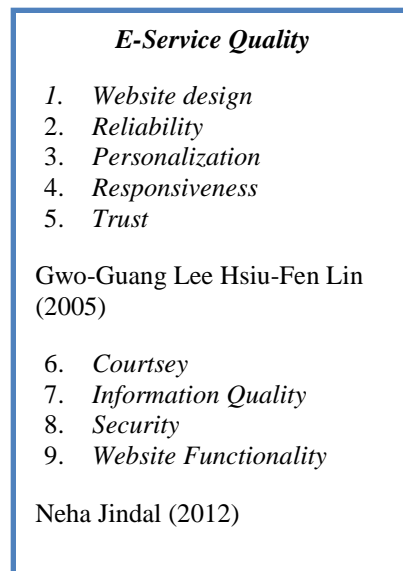 E-Service Quality
1. Website design
2. Reliability
3. Personalization
4. Responsiveness
5. Trust
Gwo-Guang Lee Hsiu-Fen Lin
(2005)
6. Courtsey
7. Information Quality
8. Security
9. Website Functionality
Neha Jindal (2012)